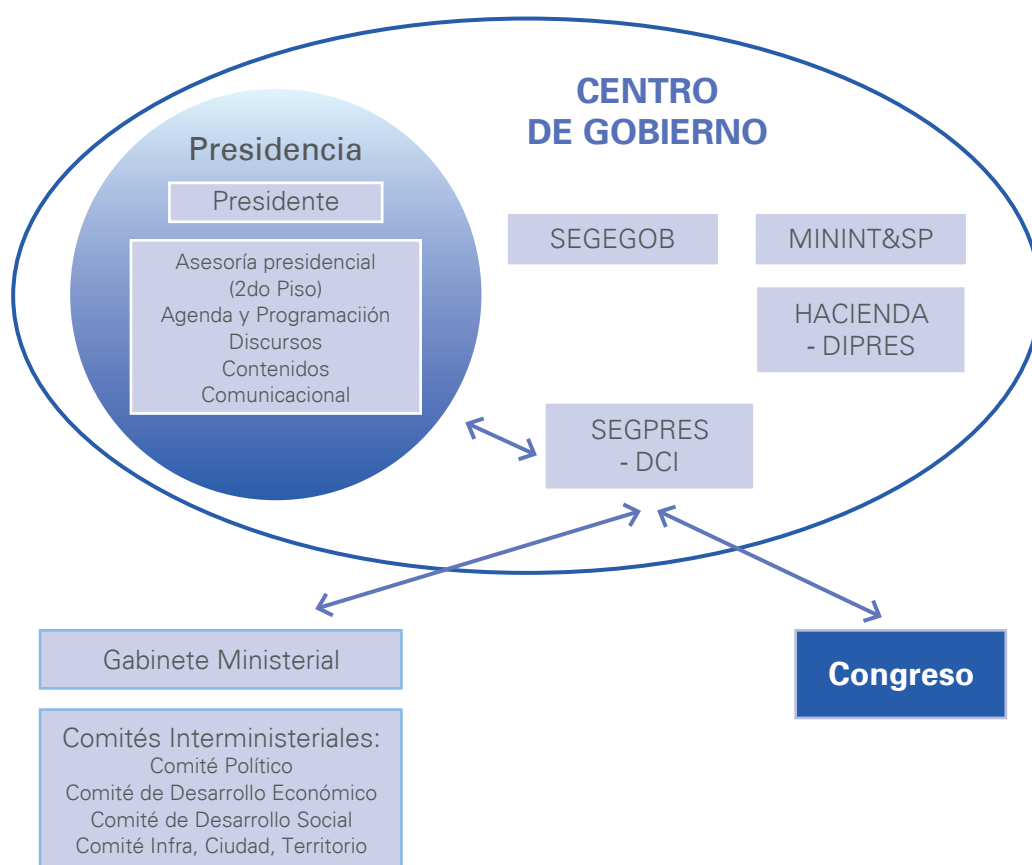 CENTRO
DE GOBIERNO
Presidencia
Presidente
Asesoría presidencial
(2do Piso)
Agenda y Programaciión
Discursos
Contenidos
Comunicacional
SEGEGOB
MININT&SP
HACIENDA
- DIPRES
SEGPRES
- DCI
Gabinete Ministerial
Congreso
Comités Interministeriales:
Comité Político
Comité de Desarrollo Económico
Comité de Desarrollo Social
Comité Infra, Ciudad, Territorio